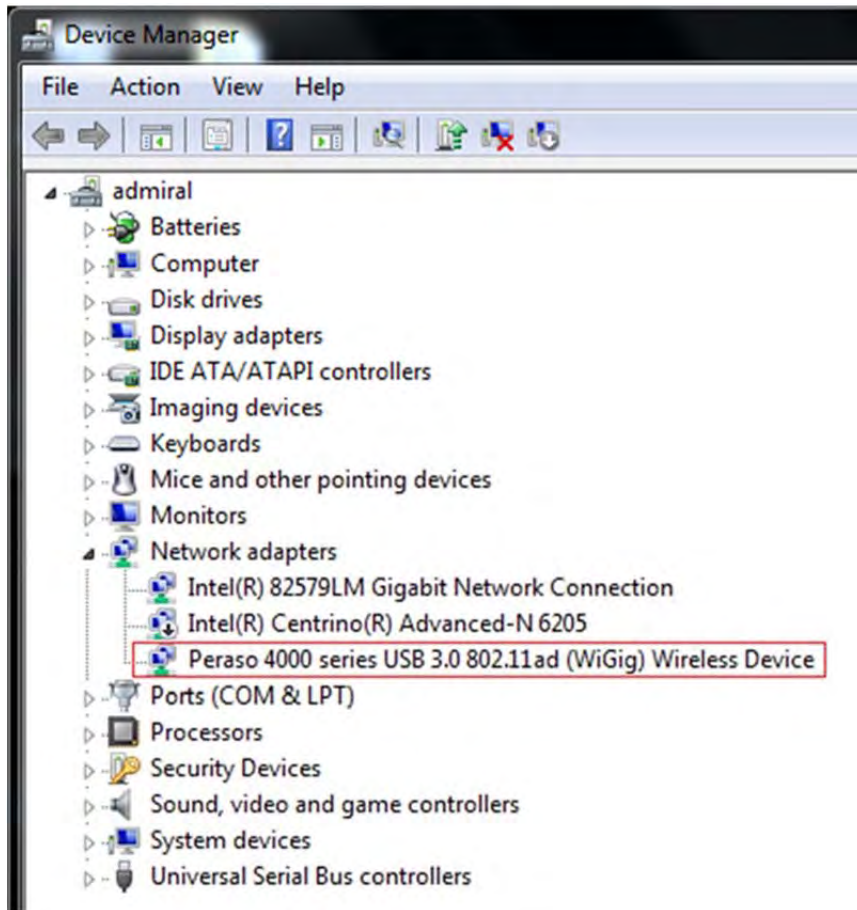 Device Manager
File Action View Help
admiral
Batteries
Computer
Disk drives
Display adapters
IDE ATA/ATAPI controllers
Imaging devices
Keyboards
Mice and other pointing devices
Monitors
Network adapters
Intel(R) 82579LM Gigabit Network Connection
Intel(R) Centrino(R) Advanced-N 6205
Peraso 4000 series USB 3.0 802.11ad (WiGig) Wireless Device
Ports (COM & LPT)
Processors
Security Devices
Sound, video and game controllers
System devices
Universal Serial Bus controllers